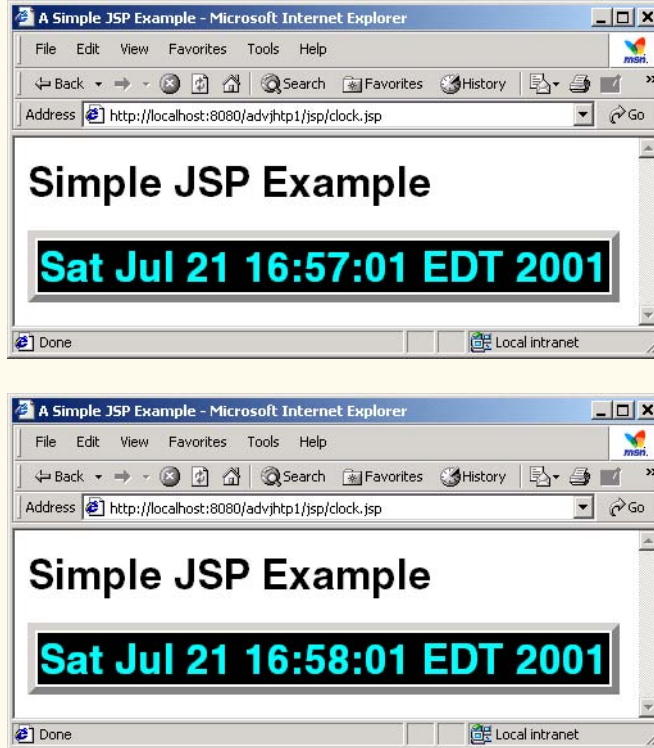 A Simple JSP Example - Microsoft Internet Explorer
File Edit View Favorites Tools Help
msn.
Back Search Favorites History »
Address http://localhost:8080/advjhtp1/jsp/clock.jsp Go
Simple JSP Example
Sat Jul 21 16:57:01 EDT 2001
Done Local intranet
A Simple JSP Example - Microsoft Internet Explorer
File Edit View Favorites Tools Help
msn.
Back Search Favorites History »
Address http://localhost:8080/advjhtp1/jsp/clock.jsp Go
Simple JSP Example
Sat Jul 21 16:58:01 EDT 2001
Done Local intranet